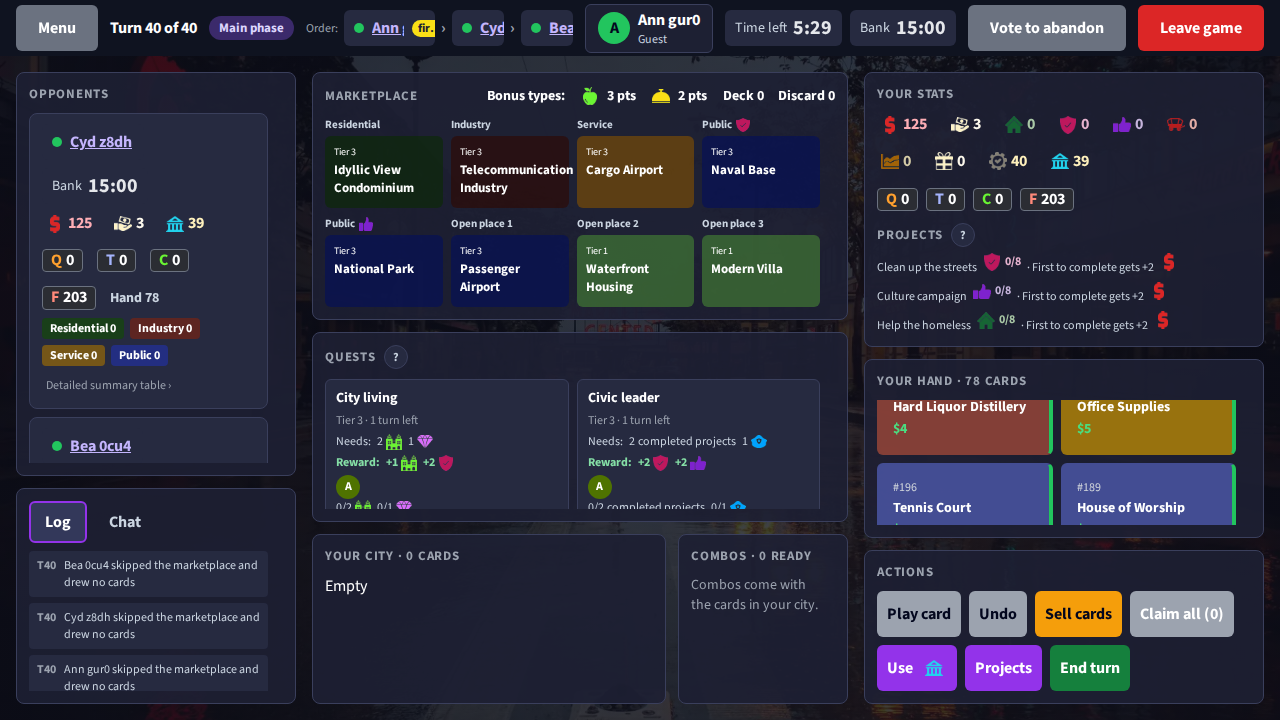 Menu
Turn 40 of 40
Main phase
Order:
Ann
fir.
›
Cyd
›
Bea
A
Ann gur0
Guest
Time left 5:29
Bank 15:00
Vote to abandon
Leave game
OPPONENTS
Cyd z8dh
Bank 15:00
125 3 39
Q 0 T 0 C 0
F 203 Hand 78
Residential 0 Industry 0
Service 0 Public 0
Detailed summary table ›
Bea 0cu4
Log Chat
T40 Bea 0cu4 skipped the marketplace and
drew no cards
T40 Cyd z8dh skipped the marketplace and
drew no cards
T40 Ann gur0 skipped the marketplace and
drew no cards
MARKETPLACE
Bonus types: 3 pts 2 pts Deck 0 Discard 0
Residential Industry Service Public
Tier 3
Idyllic View
Condominium
Tier 3
Telecommunication
Industry
Tier 3
Cargo Airport
Tier 3
Naval Base
Public Open place 1 Open place 2 Open place 3
Tier 3
National Park
Tier 3
Passenger
Airport
Tier 1
Waterfront
Housing
Tier 1
Modern Villa
QUESTS ?
City living
Tier 3 · 1 turn left
Needs: 2 1
Reward: +1 +2
A
0/2 0/1
Civic leader
Tier 3 · 1 turn left
Needs: 2 completed projects 1
Reward: +2 +2
A
0/2 completed projects 0/1
YOUR CITY · 0 CARDS
Empty
COMBOS · 0 READY
Combos come with
the cards in your city.
YOUR STATS
$ 125 3 0 0 0 0
0 0 40 39
Q 0 T 0 C 0 F 203
PROJECTS ?
Clean up the streets 0/8 · First to complete gets +2 $
Culture campaign 0/8 · First to complete gets +2 $
Help the homeless 0/8 · First to complete gets +2 $
YOUR HAND · 78 CARDS
Hard Liquor Distillery
$4
Office Supplies
$5
#196
Tennis Court
#189
House of Worship
ACTIONS
Play card Undo Sell cards Claim all (0)
Use Projects End turn